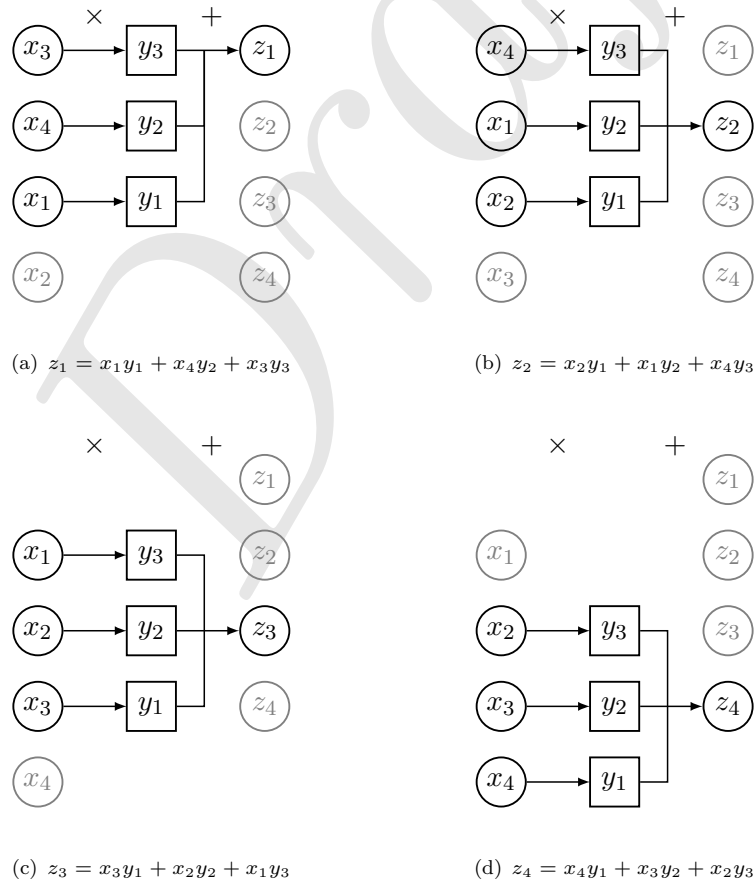 × +
x₃ y₃ z₁
x₄ y₂ z₂
x₁ y₁ z₃
x₂ z₄
(a) z₁ = x₁y₁ + x₄y₂ + x₃y₃
× +
x₄ y₃ z₁
x₁ y₂ z₂
x₂ y₁ z₃
x₃ z₄
(b) z₂ = x₂y₁ + x₁y₂ + x₄y₃
× +
z₁
x₁ y₃ z₂
x₂ y₂ z₃
x₃ y₁ z₄
x₄
(c) z₃ = x₃y₁ + x₂y₂ + x₁y₃
× +
z₁
x₁ z₂
x₂ y₃ z₃
x₃ y₂ z₄
x₄ y₁
(d) z₄ = x₄y₁ + x₃y₂ + x₂y₃